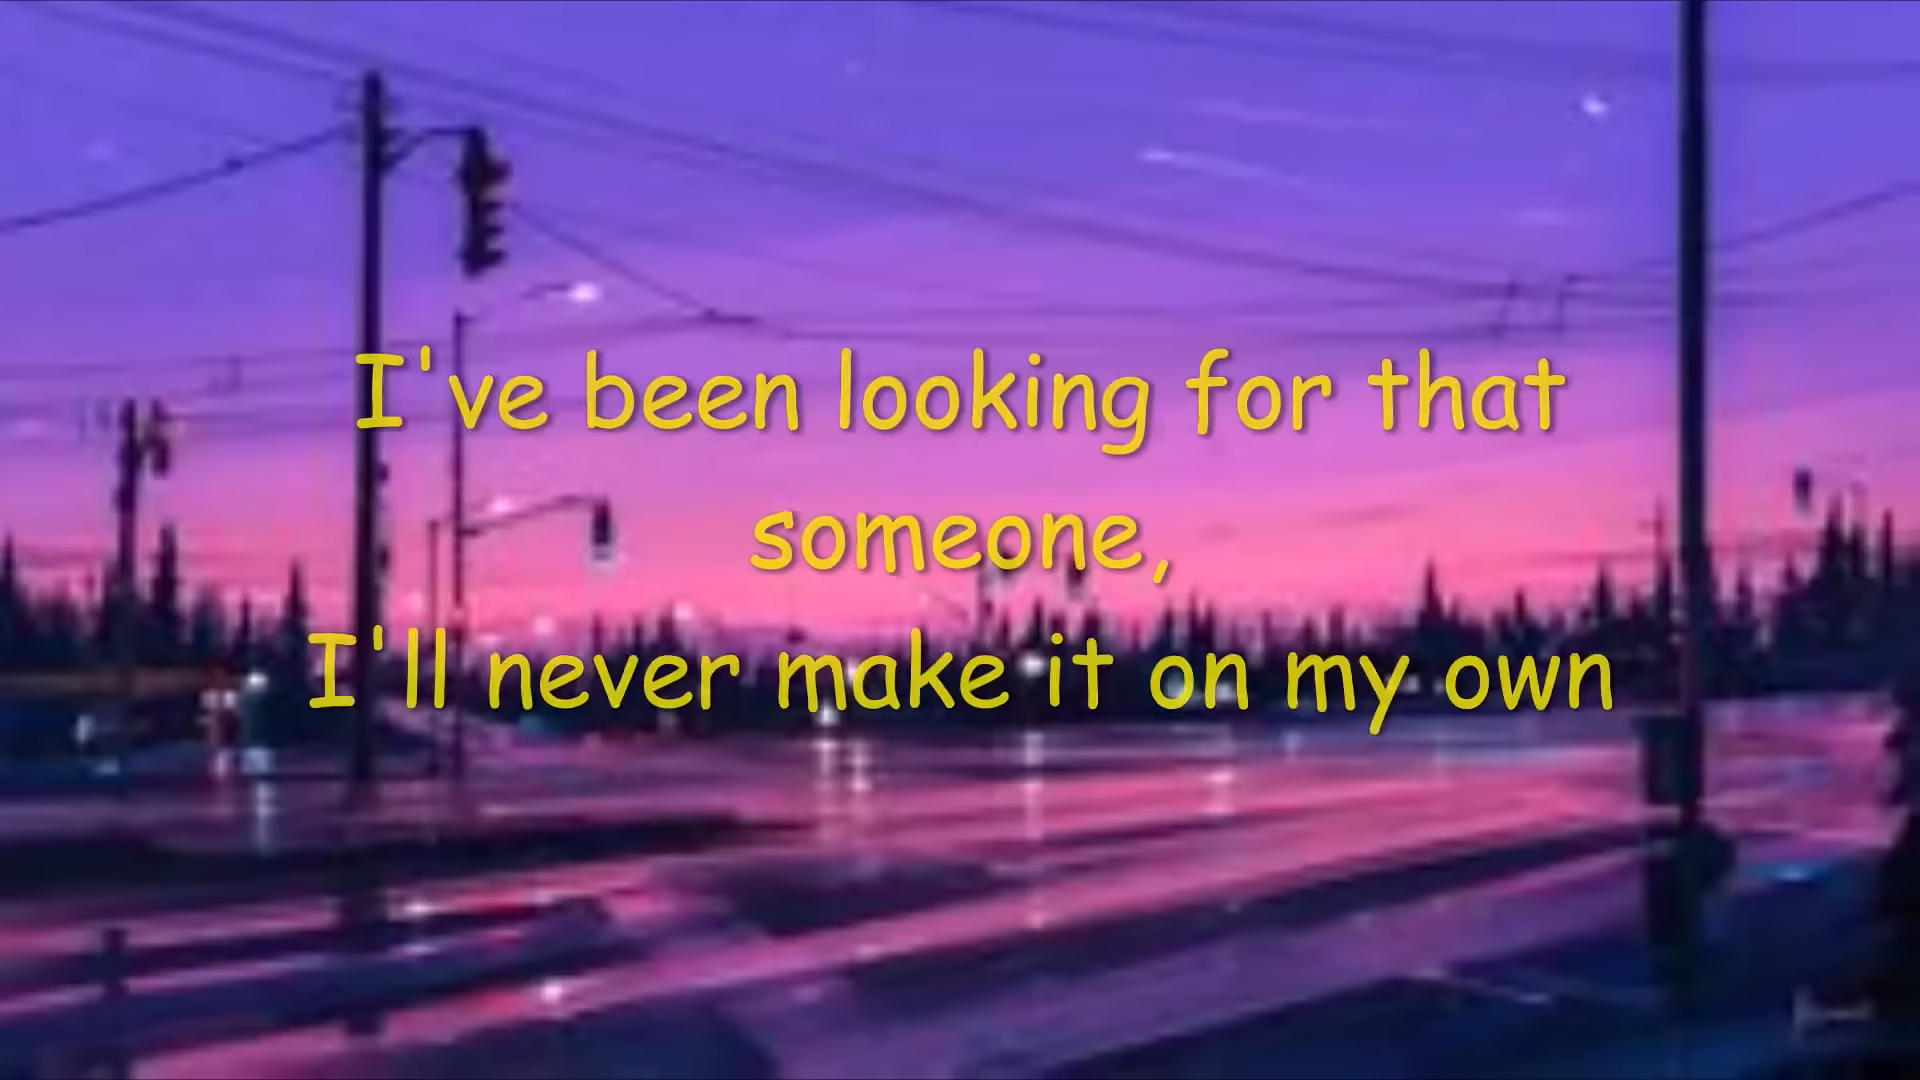 I've been looking for that
someone,
I'll never make it on my own